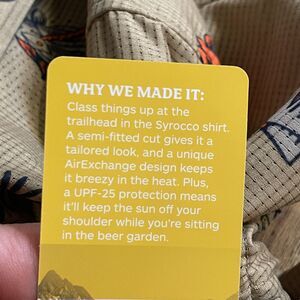 WHY WE MADE IT:
Class things up at the
trailhead in the Syrocco shirt.
A semi-fitted cut gives it a
tailored look, and a unique
AirExchange design keeps
it breezy in the heat. Plus,
a UPF-25 protection means
it'll keep the sun off your
shoulder while you're sitting
in the beer garden.